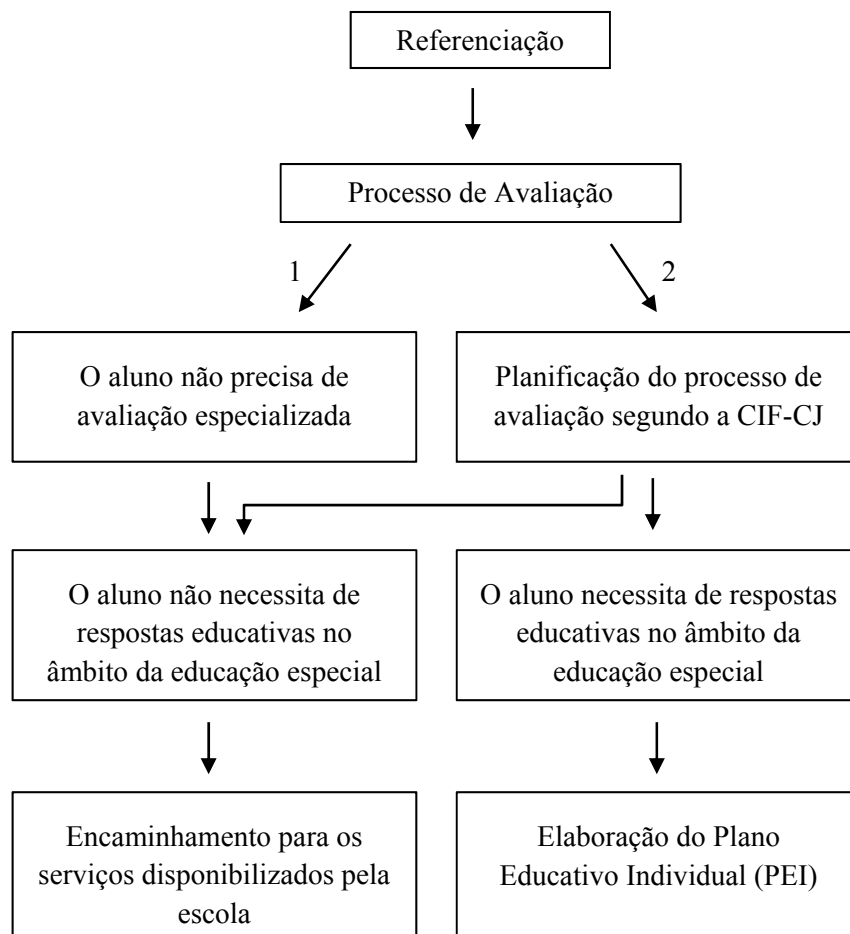 Referenciação
Processo de Avaliação
1
2
O aluno não precisa de
avaliação especializada
Planificação do processo de
avaliação segundo a CIF-CJ
O aluno não necessita de
respostas educativas no
âmbito da educação especial
O aluno necessita de respostas
educativas no âmbito da
educação especial
Encaminhamento para os
serviços disponibilizados pela
escola
Elaboração do Plano
Educativo Individual (PEI)